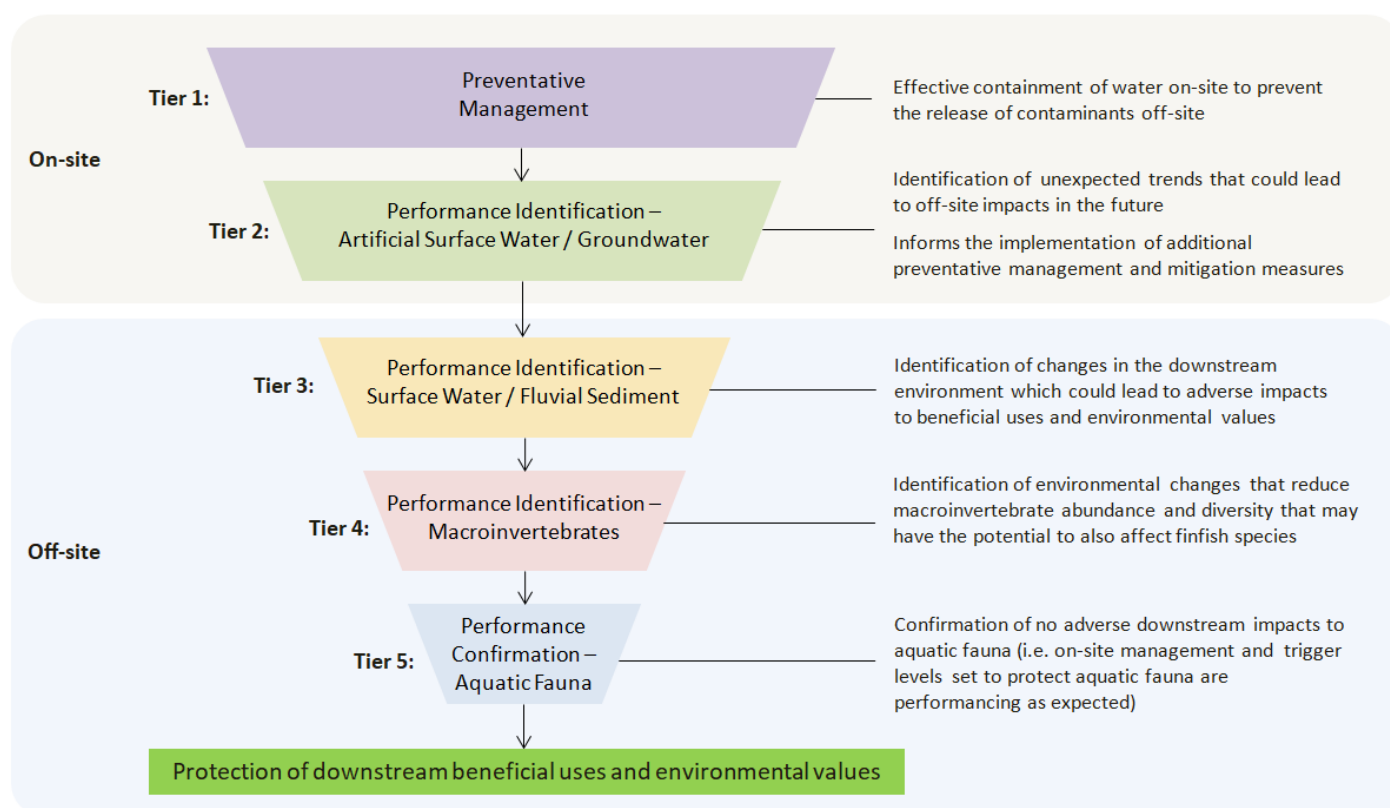 Tier 1:
Preventative
Management
Effective containment of water on-site to prevent
the release of contaminants off-site
On-site
Tier 2:
Performance Identification –
Artificial Surface Water / Groundwater
Identification of unexpected trends that could lead
to off-site impacts in the future
Informs the implementation of additional
preventative management and mitigation measures
Tier 3:
Performance Identification –
Surface Water / Fluvial Sediment
Identification of changes in the downstream
environment which could lead to adverse impacts
to beneficial uses and environmental values
Off-site
Tier 4:
Performance Identification –
Macroinvertebrates
Identification of environmental changes that reduce
macroinvertebrate abundance and diversity that may
have the potential to also affect finfish species
Tier 5:
Performance
Confirmation –
Aquatic Fauna
Confirmation of no adverse downstream impacts to
aquatic fauna (i.e. on-site management and trigger
levels set to protect aquatic fauna are
performancing as expected)
Protection of downstream beneficial uses and environmental values